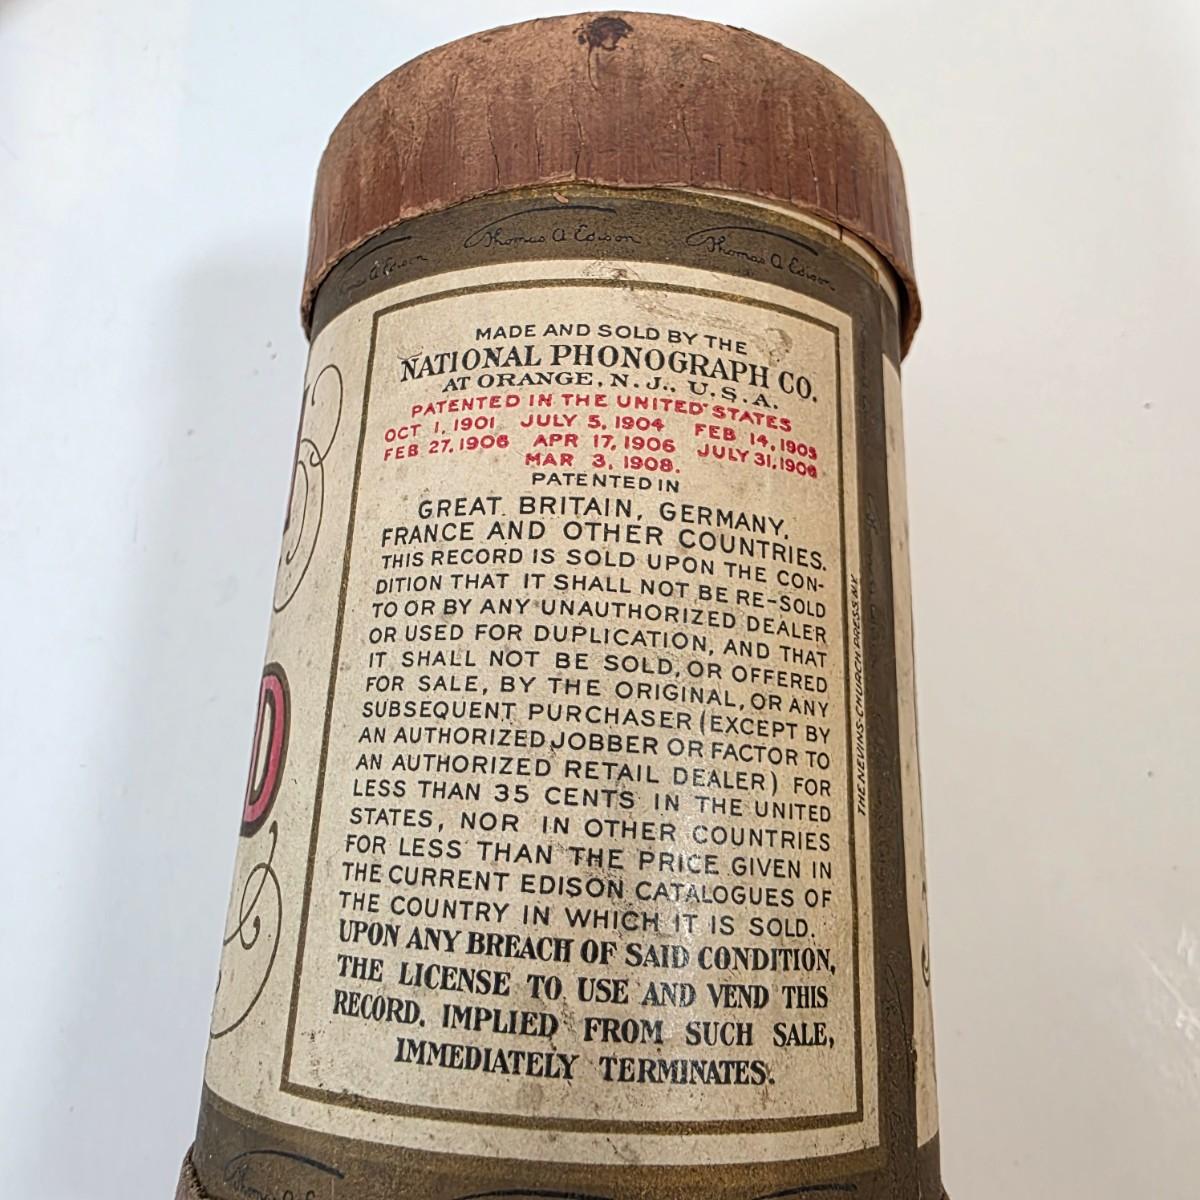 Thomas A Edison Thomas A Edison
MADE AND SOLD BY THE
NATIONAL PHONOGRAPH CO.
AT ORANGE, N. J., U. S. A.
PATENTED IN THE UNITED STATES
OCT 1, 1901 JULY 5, 1904 FEB 14, 1905
FEB 27, 1906 APR 17, 1906 JULY 31, 1906
MAR 3, 1908.
PATENTED IN
GREAT BRITAIN, GERMANY,
FRANCE AND OTHER COUNTRIES.
THIS RECORD IS SOLD UPON THE CON-
DITION THAT IT SHALL NOT BE RE-SOLD
TO OR BY ANY UNAUTHORIZED DEALER
OR USED FOR DUPLICATION, AND THAT
IT SHALL NOT BE SOLD, OR OFFERED
FOR SALE, BY THE ORIGINAL, OR ANY
SUBSEQUENT PURCHASER (EXCEPT BY
AN AUTHORIZED JOBBER OR FACTOR TO
AN AUTHORIZED RETAIL DEALER) FOR
LESS THAN 35 CENTS IN THE UNITED
STATES, NOR IN OTHER COUNTRIES
FOR LESS THAN THE PRICE GIVEN IN
THE CURRENT EDISON CATALOGUES OF
THE COUNTRY IN WHICH IT IS SOLD.
UPON ANY BREACH OF SAID CONDITION,
THE LICENSE TO USE AND VEND THIS
RECORD, IMPLIED FROM SUCH SALE,
IMMEDIATELY TERMINATES.
THE NEVINS-CHURCH PRESS N.Y.
D
Thomas A